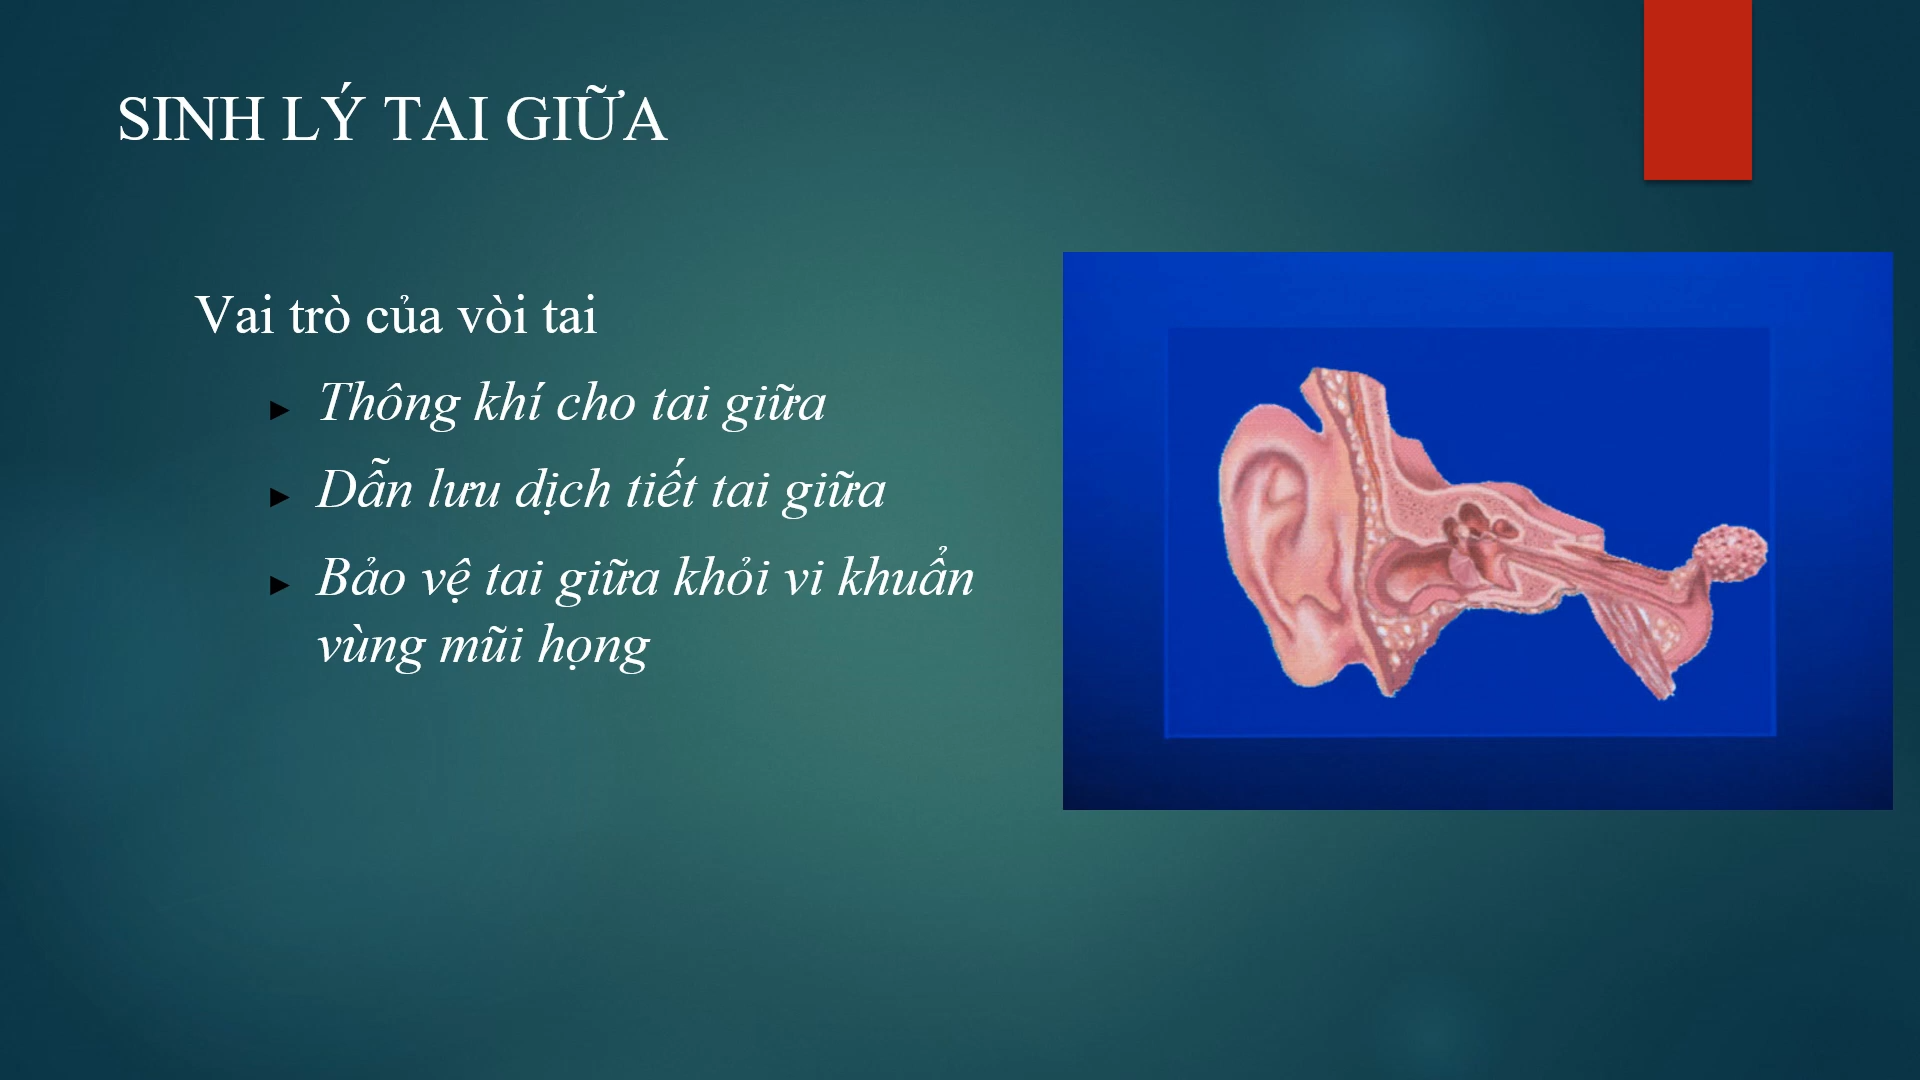 SINH LÝ TAI GIỮA
Vai trò của vòi tai
► Thông khí cho tai giữa
► Dẫn lưu dịch tiết tai giữa
► Bảo vệ tai giữa khỏi vi khuẩn
vùng mũi họng